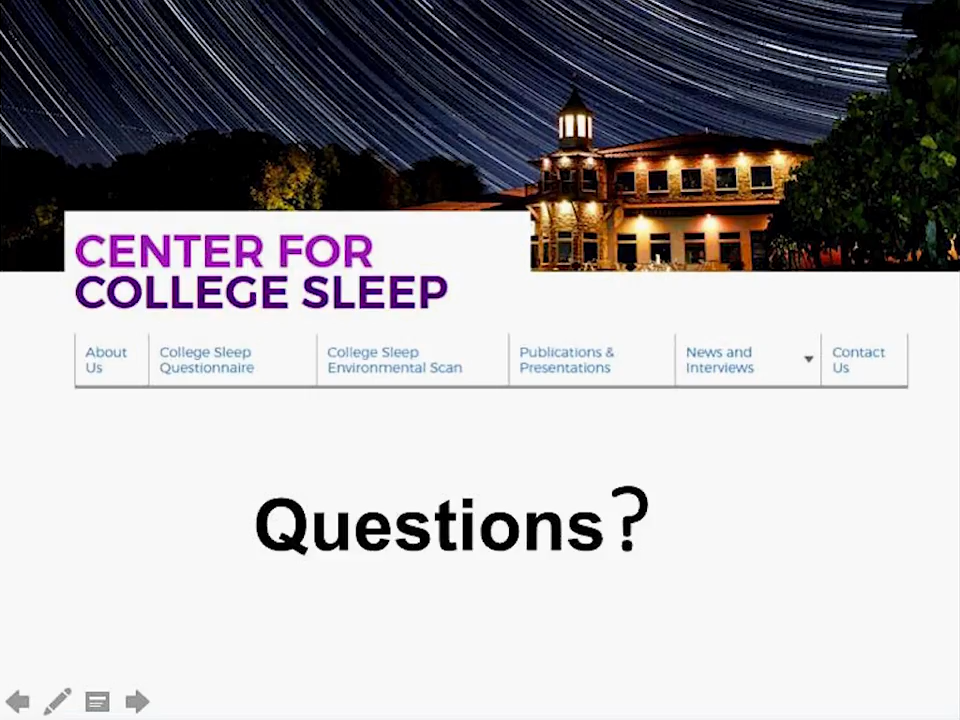 CENTER FOR
COLLEGE SLEEP
About
Us
College Sleep
Questionnaire
College Sleep
Environmental Scan
Publications &
Presentations
News and
Interviews
Contact
Us
Questions?